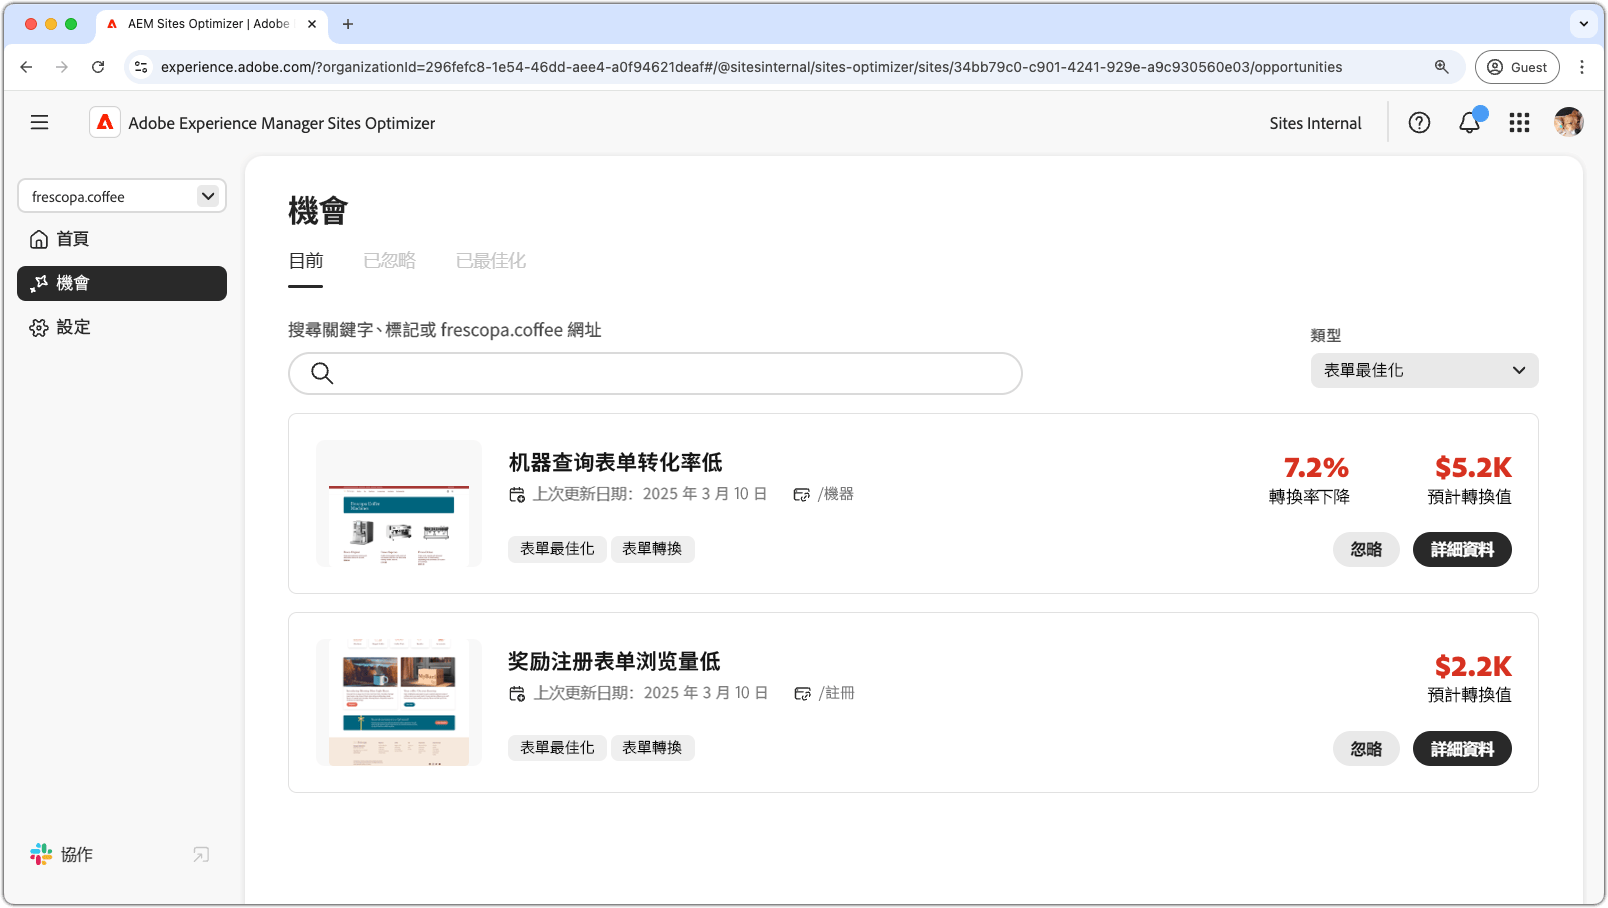 AEM Sites Optimizer | Adobe
experience.adobe.com/?organizationId=296fefc8-1e54-46dd-aee4-a0f94621deaf#/@sitesinternal/sites-optimizer/sites/34bb79c0-c901-4241-929e-a9c930560e03/opportunities
Guest
Adobe Experience Manager Sites Optimizer
Sites Internal
frescopa.coffee
首頁
機會
設定
協作
機會
目前
已忽略
已最佳化
搜尋關鍵字、標記或 frescopa.coffee 網址
類型
表單最佳化
Frescopa Coffee
Machines
机器查询表单转化率低
上次更新日期：2025 年 3 月 10 日
/機器
表單最佳化
表單轉換
7.2%
轉換率下降
$5.2K
預計轉換值
忽略
詳細資料
奖励注册表单浏览量低
上次更新日期：2025 年 3 月 10 日
/註冊
表單最佳化
表單轉換
$2.2K
預計轉換值
忽略
詳細資料